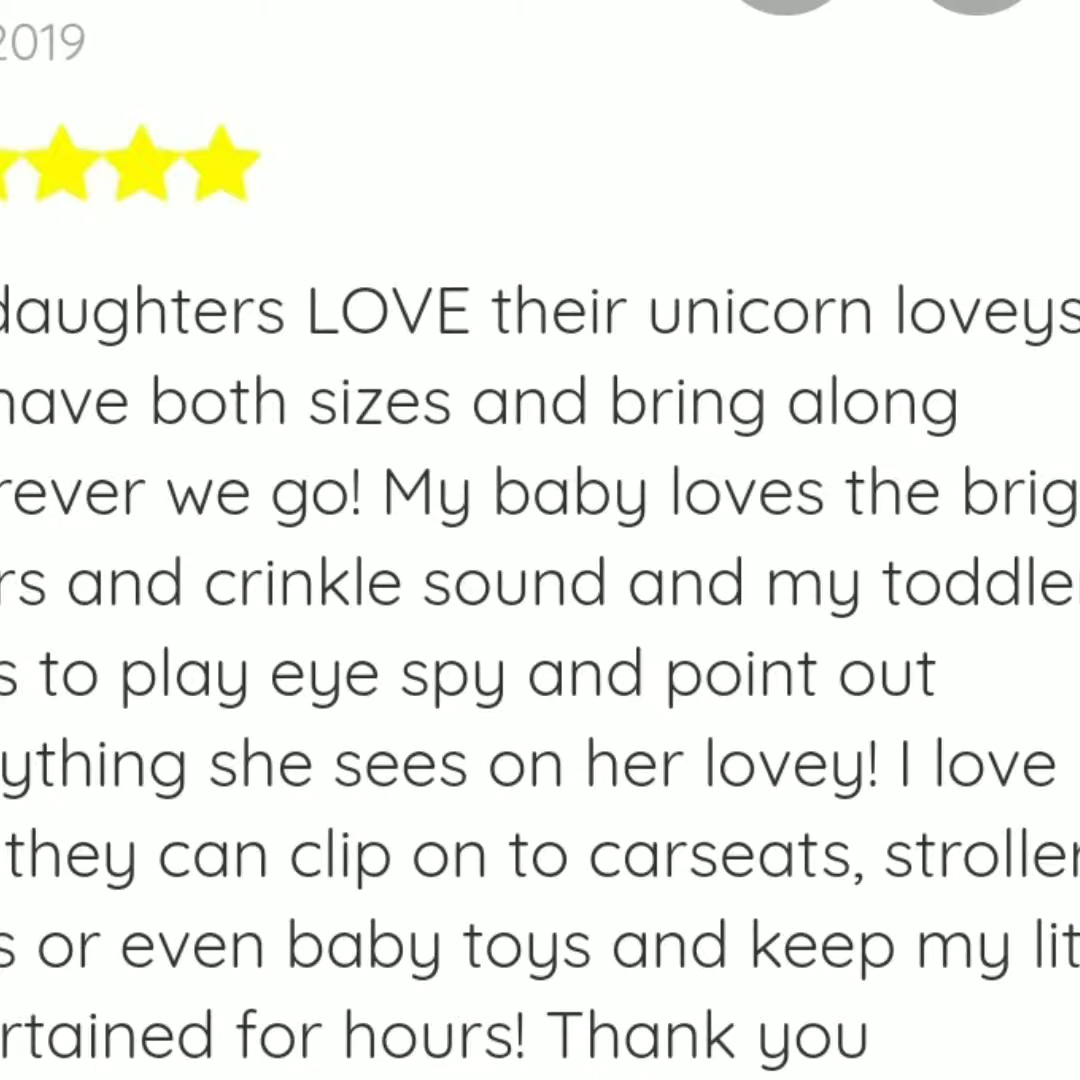 2019
daughters LOVE their unicorn loveys
have both sizes and bring along
rever we go! My baby loves the brig
rs and crinkle sound and my toddler
s to play eye spy and point out
ything she sees on her lovey! I love
they can clip on to carseats, stroller
s or even baby toys and keep my lit
rtained for hours! Thank you